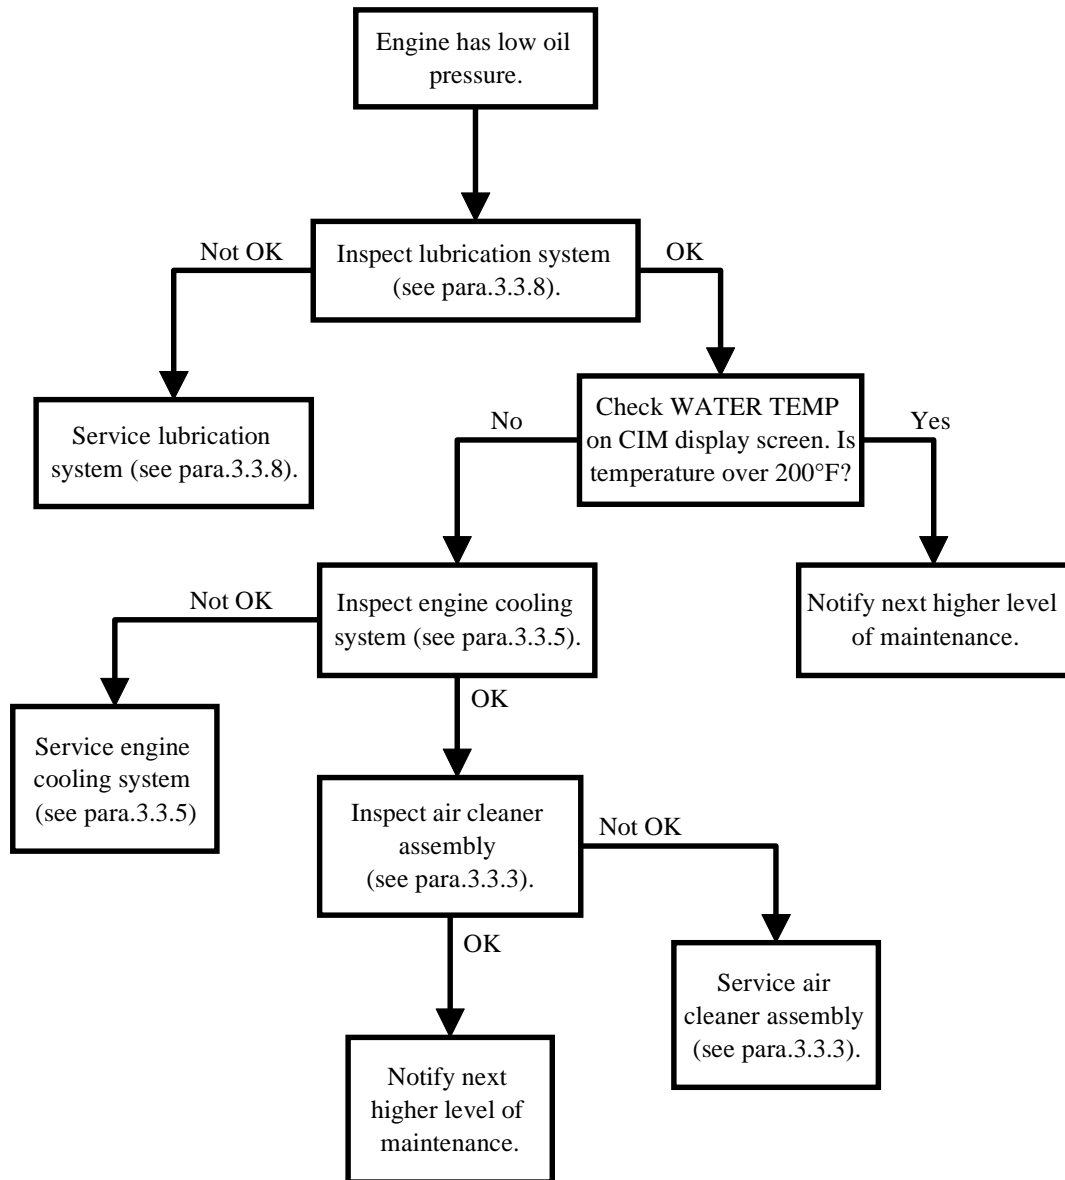 Engine has low oil
pressure.
Not OK
Inspect lubrication system
(see para.3.3.8).
OK
Service lubrication
system (see para.3.3.8).
No
Check WATER TEMP
on CIM display screen. Is
temperature over 200°F?
Yes
Not OK
Inspect engine cooling
system (see para.3.3.5).
Notify next higher level
of maintenance.
OK
Service engine
cooling system
(see para.3.3.5)
Inspect air cleaner
assembly
(see para.3.3.3).
Not OK
OK
Service air
cleaner assembly
(see para.3.3.3).
Notify next
higher level of
maintenance.